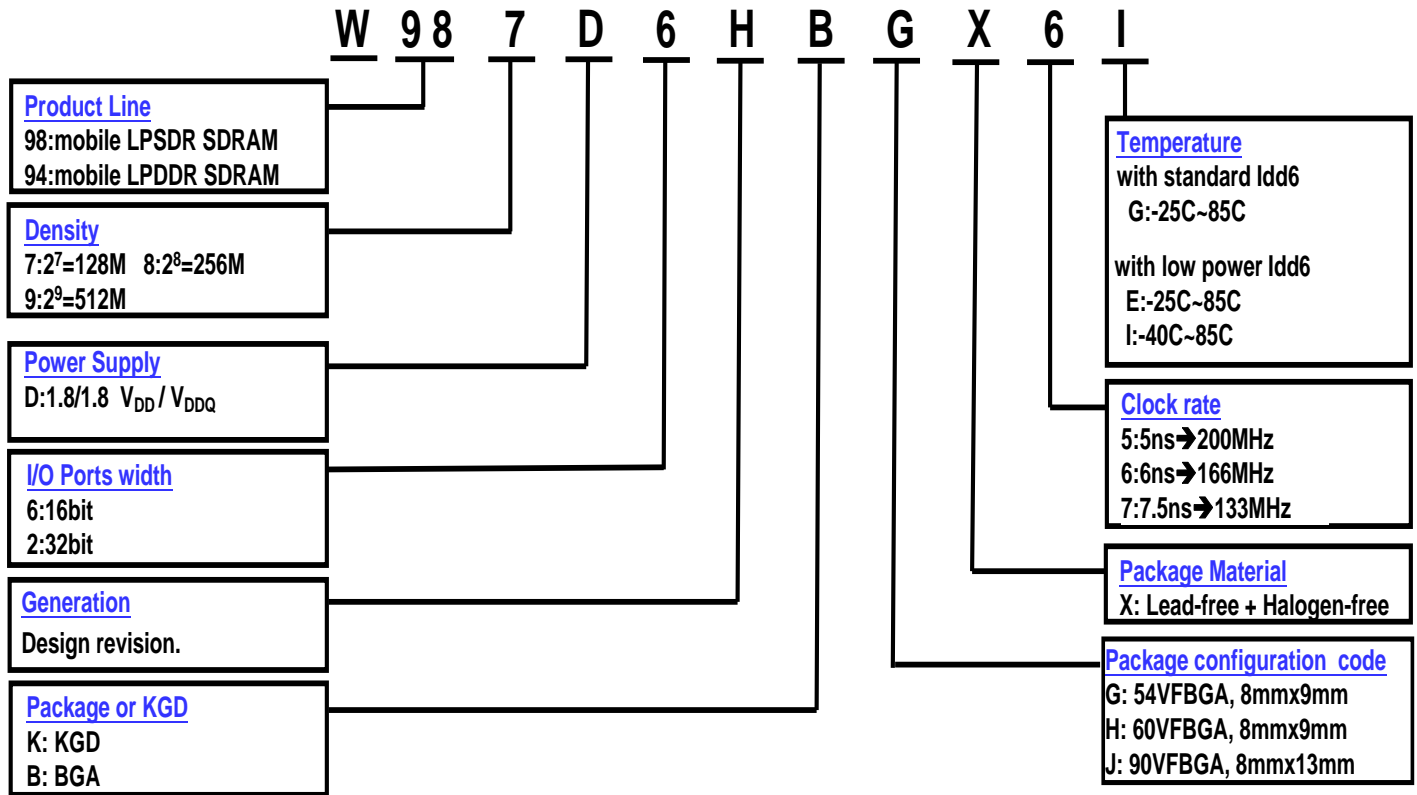 W 98 7 D 6 H B G X 6 I
Product Line
98:mobile LPSDR SDRAM
94:mobile LPDDR SDRAM
Density
7:2⁷=128M 8:2⁸=256M
9:2⁹=512M
Power Supply
D:1.8/1.8 VDD / VDDQ
I/O Ports width
6:16bit
2:32bit
Generation
Design revision.
Package or KGD
K: KGD
B: BGA
Temperature
with standard Idd6
G:-25C~85C
with low power Idd6
E:-25C~85C
I:-40C~85C
Clock rate
5:5ns➔200MHz
6:6ns➔166MHz
7:7.5ns➔133MHz
Package Material
X: Lead-free + Halogen-free
Package configuration code
G: 54VFBGA, 8mmx9mm
H: 60VFBGA, 8mmx9mm
J: 90VFBGA, 8mmx13mm